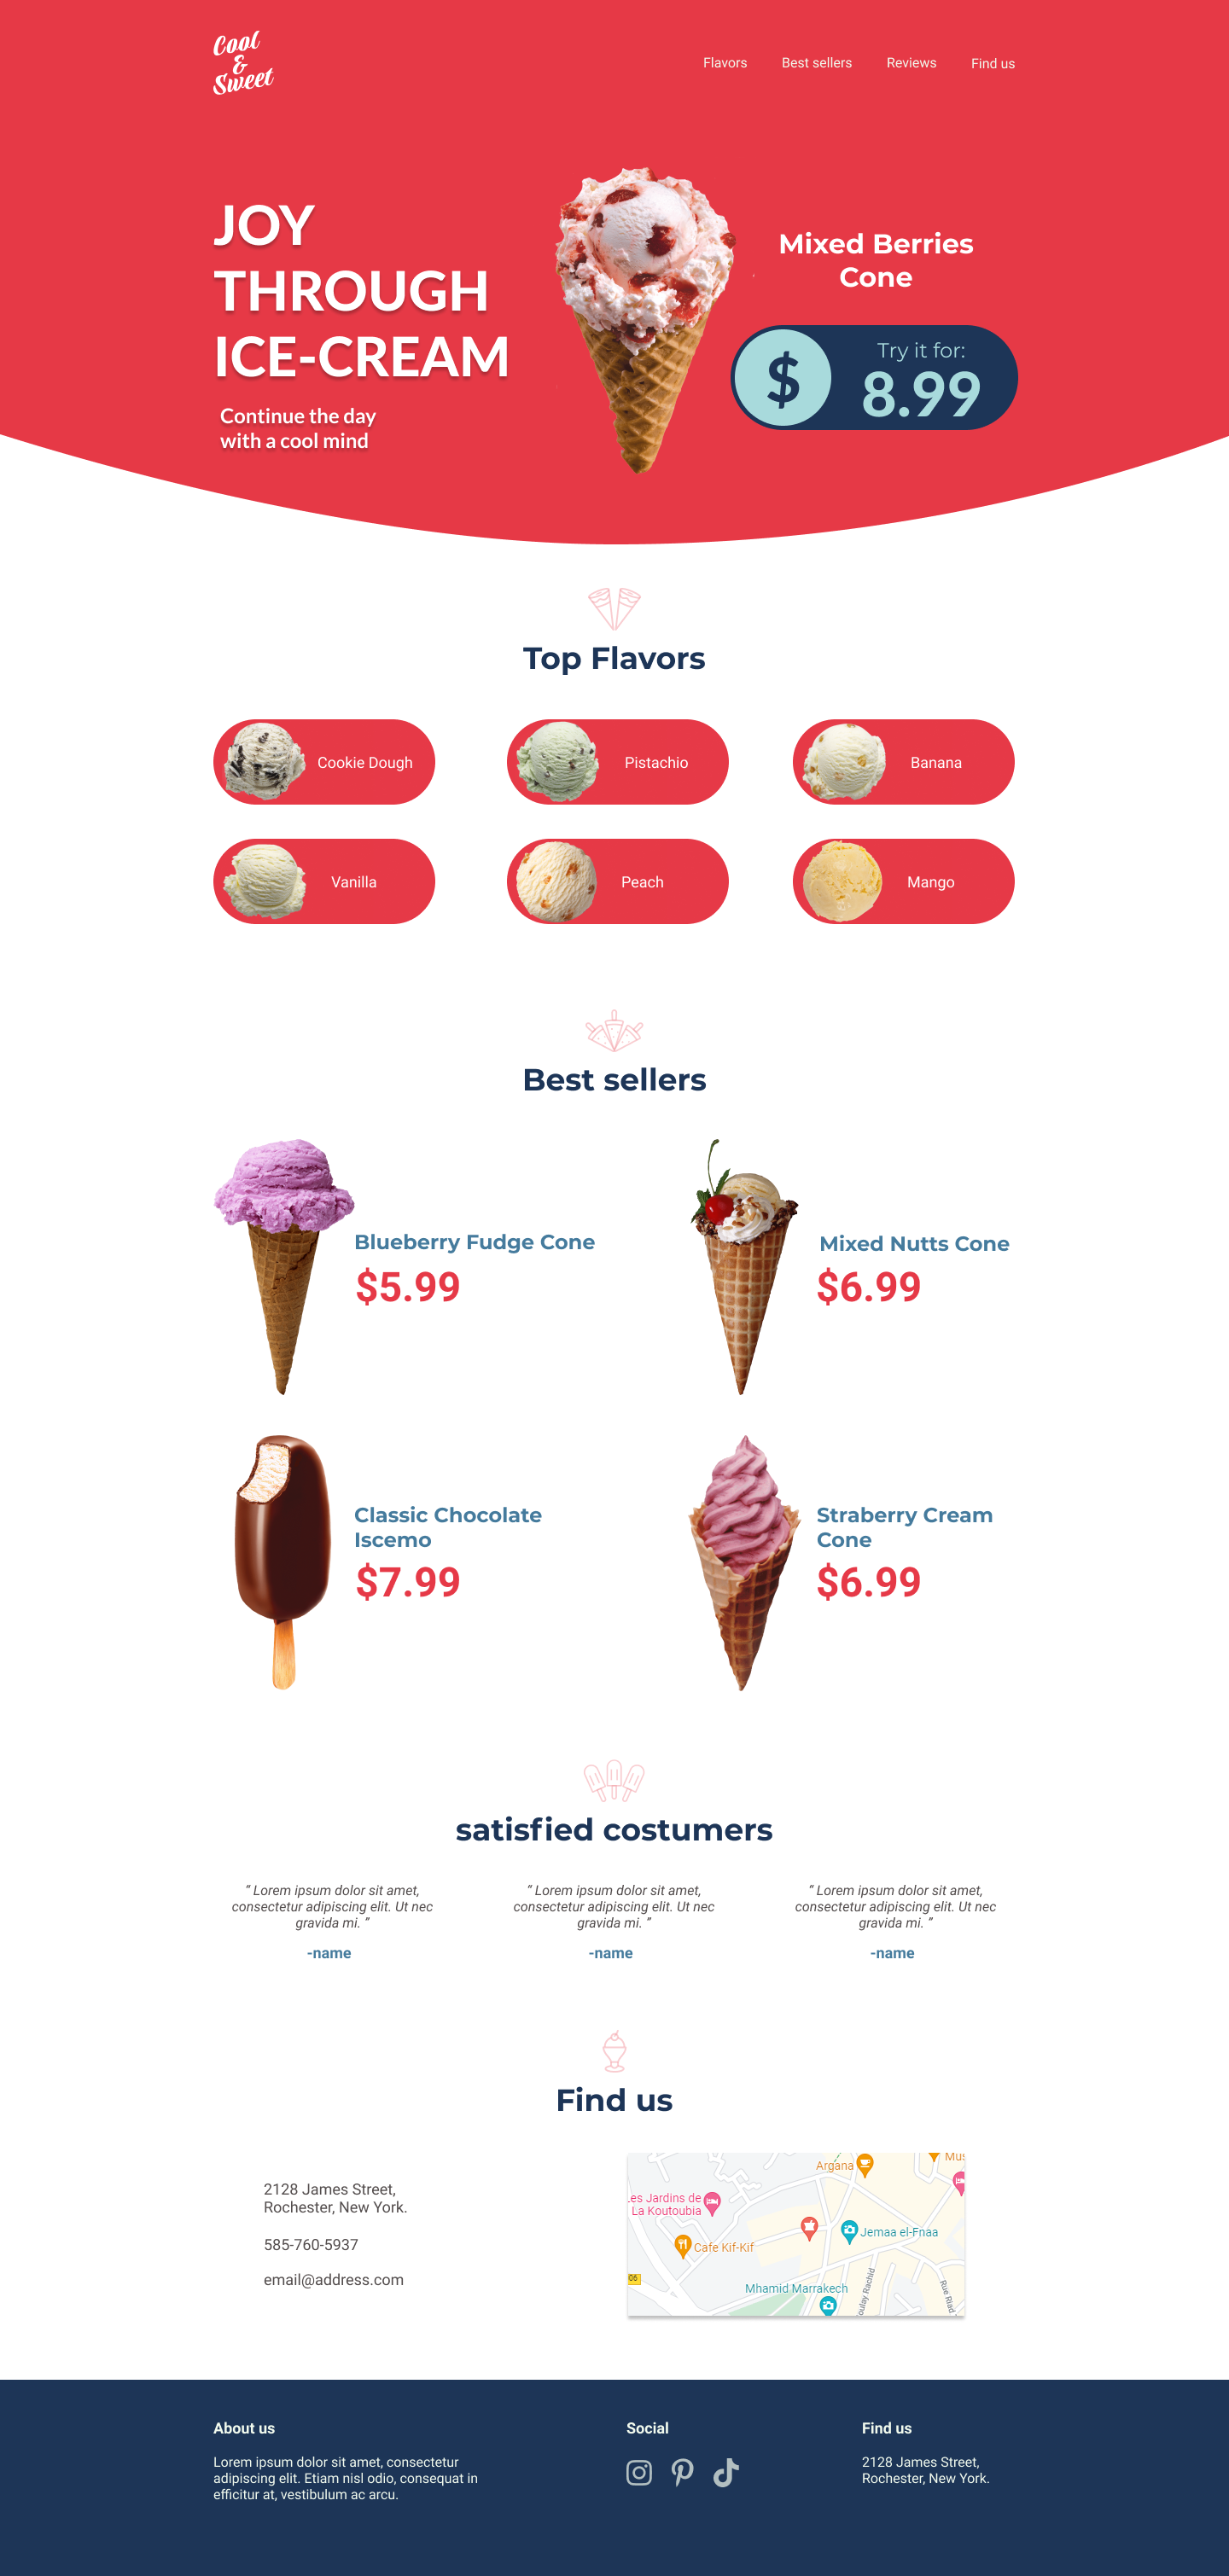 Cool
&
Sweet
Flavors
Best sellers
Reviews
Find us
JOY
THROUGH
ICE-CREAM
Continue the day
with a cool mind
Mixed Berries
Cone
$
Try it for:
8.99
Top Flavors
Cookie Dough
Pistachio
Banana
Vanilla
Peach
Mango
Best sellers
Blueberry Fudge Cone
$5.99
Mixed Nutts Cone
$6.99
Classic Chocolate
Iscemo
$7.99
Straberry Cream
Cone
$6.99
satisfied costumers
“ Lorem ipsum dolor sit amet,
consectetur adipiscing elit. Ut nec
gravida mi. ”
-name
“ Lorem ipsum dolor sit amet,
consectetur adipiscing elit. Ut nec
gravida mi. ”
-name
“ Lorem ipsum dolor sit amet,
consectetur adipiscing elit. Ut nec
gravida mi. ”
-name
Find us
2128 James Street,
Rochester, New York.
585-760-5937
email@address.com
Argana
Mus
Les Jardins de
La Koutoubia
Jemaa el-Fnaa
Cafe Kif-Kif
06
Mhamid Marrakech
oulay Rachid
Rue Riad
About us
Lorem ipsum dolor sit amet, consectetur
adipiscing elit. Etiam nisl odio, consequat in
efficitur at, vestibulum ac arcu.
Social
Find us
2128 James Street,
Rochester, New York.